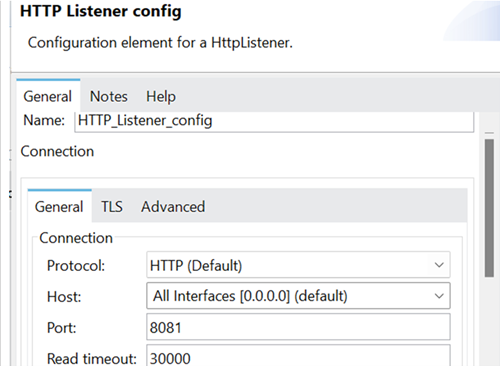 HTTP Listener config
Configuration element for a HttpListener.
General Notes Help
Name: HTTP_Listener_config
Connection
General TLS Advanced
Connection
Protocol: HTTP (Default)
Host: All Interfaces [0.0.0.0] (default)
Port: 8081
Read timeout: 30000